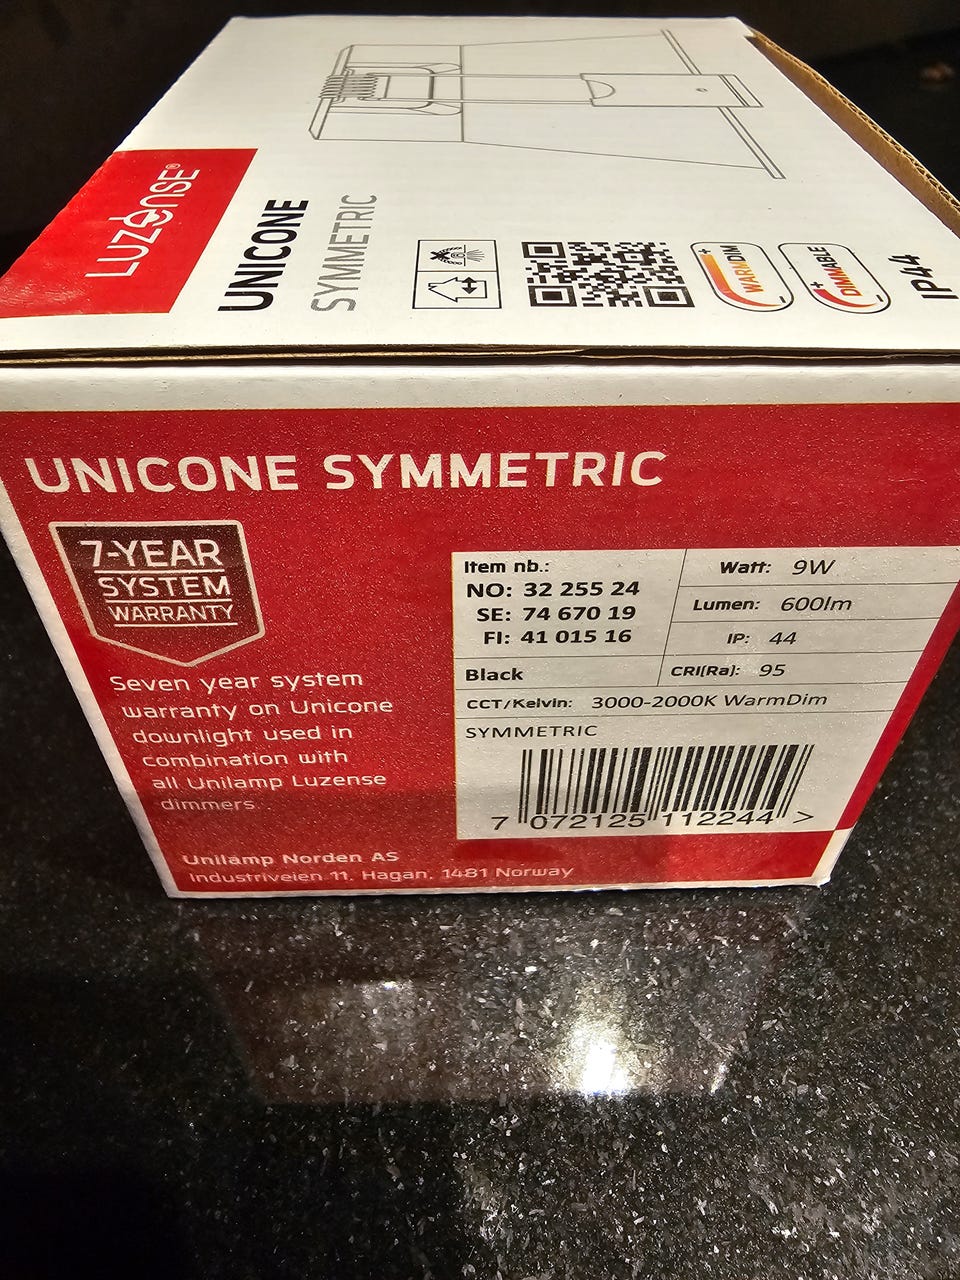 LUZENSE®
UNICONE
SYMMETRIC
WARMDIM
DIMMABLE
IP44
UNICONE SYMMETRIC
7-YEAR
SYSTEM
WARRANTY
Seven year system
warranty on Unicone
downlight used in
combination with
all Unilamp Luzense
dimmers
Unilamp Norden AS
Industriveien 11, Hagan, 1481 Norway
Item nb.:
NO: 32 255 24
SE: 74 670 19
FI: 41 015 16
Watt: 9W
Lumen: 600lm
IP: 44
Black
CRI(Ra): 95
CCT/Kelvin: 3000-2000K WarmDim
SYMMETRIC
7 072125 112244 >